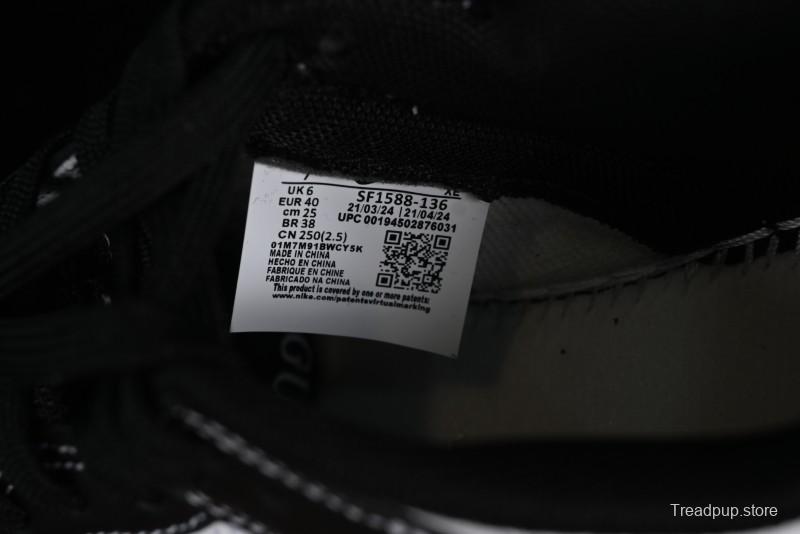 XE
UK 6
EUR 40
cm 25
BR 38
CN 250(2.5)
SF1588-136
21/03/24 | 21/04/24
UPC 00194502876031
01M7M91BWCY5K
MADE IN CHINA
HECHO EN CHINA
FABRIQUE EN CHINE
FABRICADO NA CHINA
This product is covered by one or more patents:
www.nike.com/patentsvirtualmarking
GU
Treadpup.store